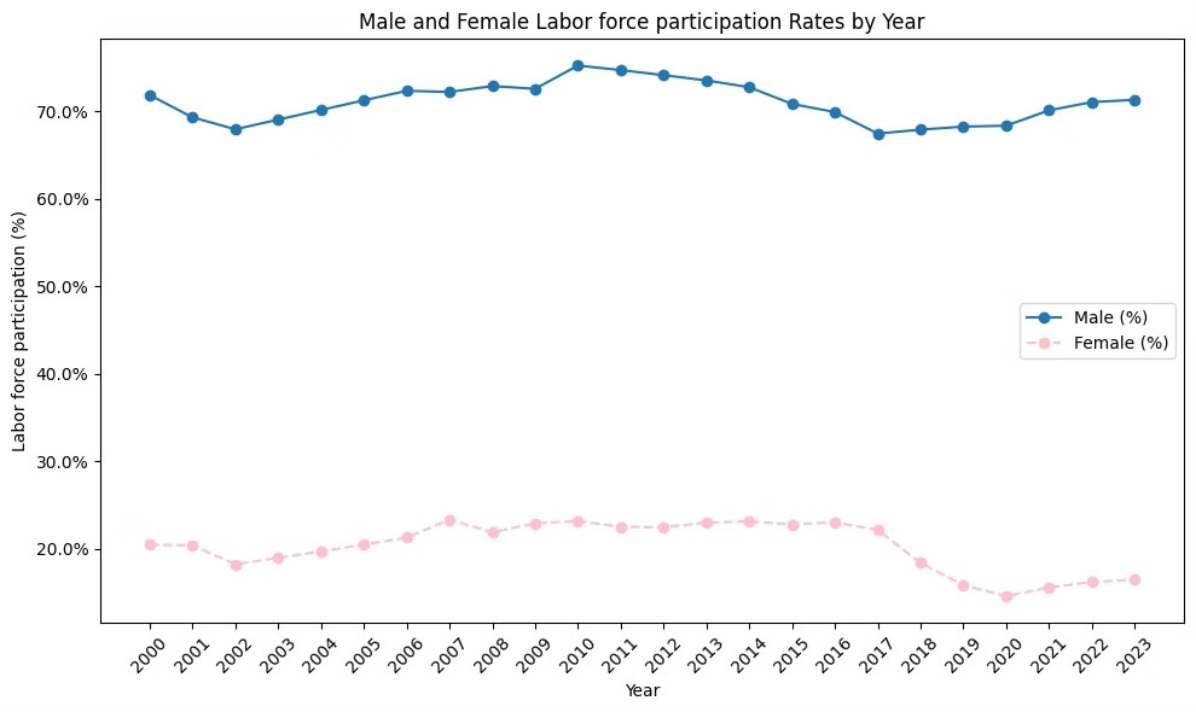 Male and Female Labor force participation Rates by Year
Labor force participation (%)
70.0%
60.0%
50.0%
40.0%
30.0%
20.0%
Male (%)
Female (%)
2000 2001 2002 2003 2004 2005 2006 2007 2008 2009 2010 2011 2012 2013 2014 2015 2016 2017 2018 2019 2020 2021 2022 2023
Year